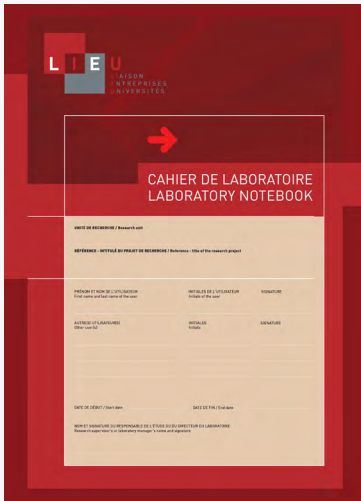 LIEU
LIAISON
ENTREPRISES
UNIVERSITÉS
CAHIER DE LABORATOIRE
LABORATORY NOTEBOOK
UNITÉ DE RECHERCHE / Research unit
RÉFÉRENCE - INTITULÉ DU PROJET DE RECHERCHE / Reference - title of the research project
PRÉNOM ET NOM DE L'UTILISATEUR
First name and last name of the user
INITIALES DE L'UTILISATEUR
Initials of the user
SIGNATURE
AUTRE(S) UTILISATEUR(S)
Other user(s)
INITIALES
Initials
SIGNATURE
DATE DE DÉBUT / Start date
DATE DE FIN / End date
NOM ET SIGNATURE DU RESPONSABLE DE L'ÉTUDE OU DU DIRECTEUR DU LABORATOIRE
Research supervisor's or laboratory manager's name and signature